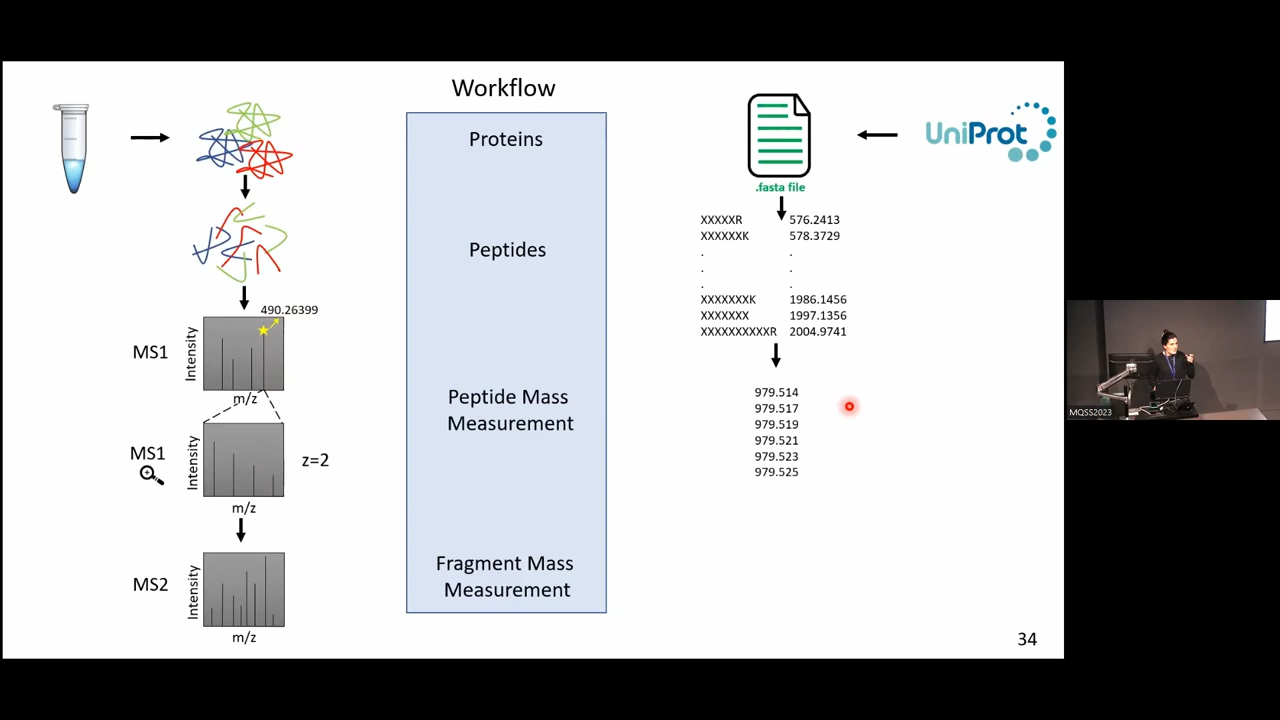 Workflow
Proteins
Peptides
Peptide Mass
Measurement
Fragment Mass
Measurement
490.26399
MS1
Intensity
m/z
MS1
Intensity
z=2
m/z
MS2
Intensity
m/z
UniProt
.fasta file
XXXXXR 576.2413
XXXXXXK 578.3729
. .
. .
. .
XXXXXXXK 1986.1456
XXXXXXX 1997.1356
XXXXXXXXXXR 2004.9741
979.514
979.517
979.519
979.521
979.523
979.525
34
MQSS2023